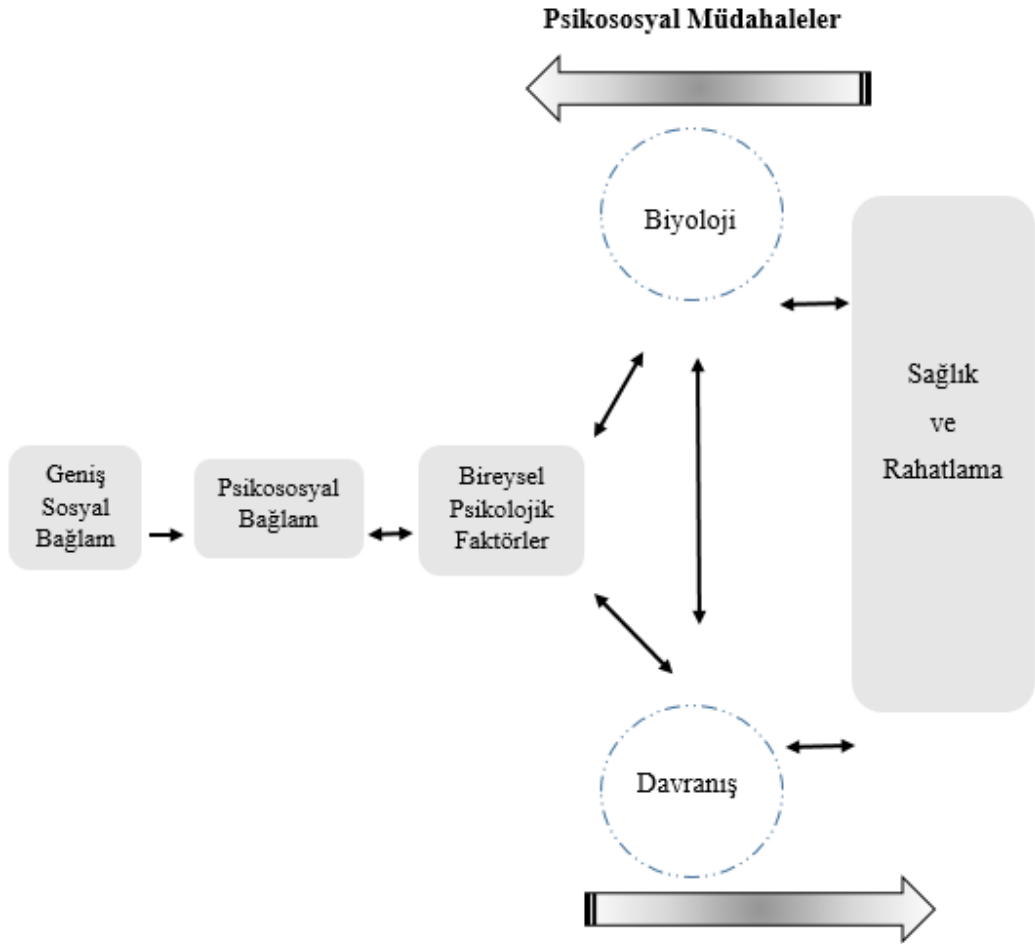 Psikososyal Müdahaleler
Biyoloji
Sağlık
ve
Rahatlama
Geniş
Sosyal
Bağlam
Psikososyal
Bağlam
Bireysel
Psikolojik
Faktörler
Davranış